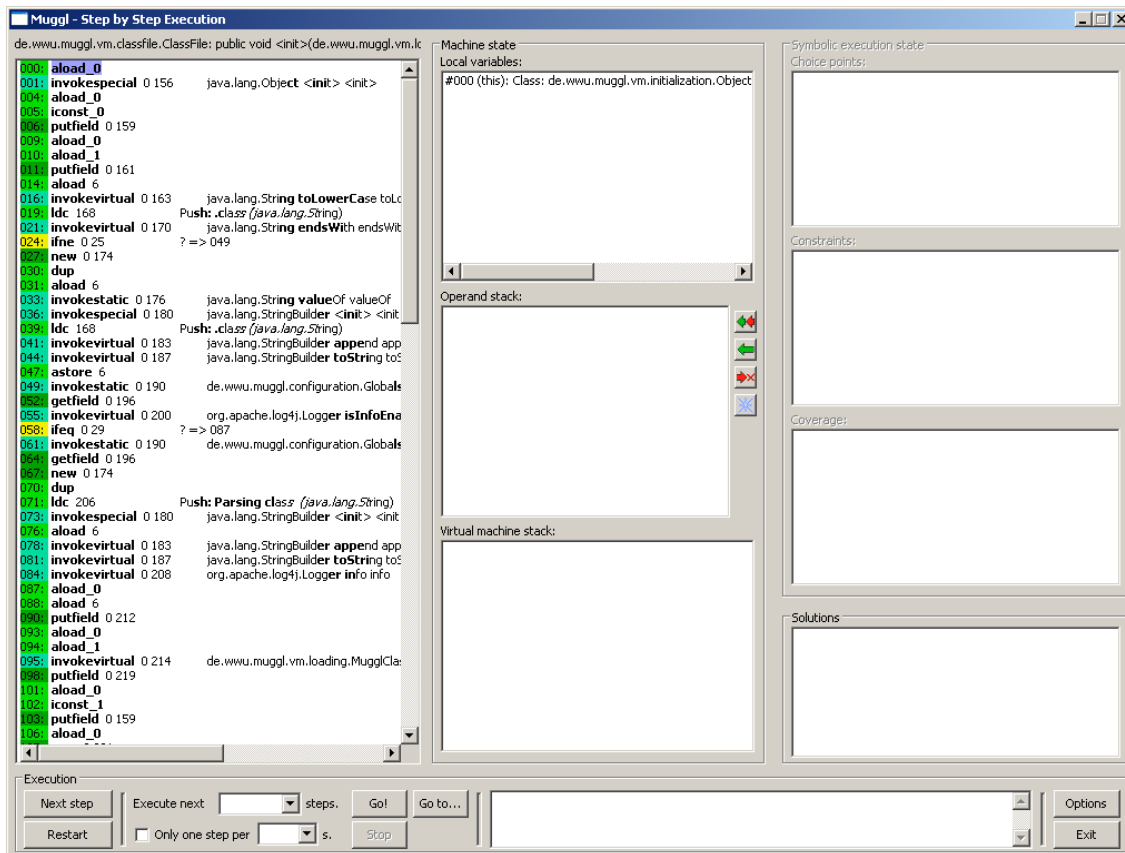 Muggl - Step by Step Execution
de.wwu.muggl.vm.classfile.ClassFile: public void <init>(de.wwu.muggl.vm.lc
000: aload_0
001: invokespecial 0 156 java.lang.Object <init> <init>
004: aload_0
005: iconst_0
006: putfield 0 159
009: aload_0
010: aload_1
011: putfield 0 161
014: aload 6
016: invokevirtual 0 163 java.lang.String toLowerCase toLo
019: ldc 168 Push: .class (java.lang.String)
021: invokevirtual 0 170 java.lang.String endsWith endsWit
024: ifne 0 25 ? => 049
027: new 0 174
030: dup
031: aload 6
033: invokestatic 0 176 java.lang.String valueOf valueOf
036: invokespecial 0 180 java.lang.StringBuilder <init> <init
039: ldc 168 Push: .class (java.lang.String)
041: invokevirtual 0 183 java.lang.StringBuilder append app
044: invokevirtual 0 187 java.lang.StringBuilder toString toS
047: astore 6
049: invokestatic 0 190 de.wwu.muggl.configuration.Globals
052: getfield 0 196
055: invokevirtual 0 200 org.apache.log4j.Logger isInfoEna
058: ifeq 0 29 ? => 087
061: invokestatic 0 190 de.wwu.muggl.configuration.Globals
064: getfield 0 196
067: new 0 174
070: dup
071: ldc 206 Push: Parsing class (java.lang.String)
073: invokespecial 0 180 java.lang.StringBuilder <init> <init
076: aload 6
078: invokevirtual 0 183 java.lang.StringBuilder append app
081: invokevirtual 0 187 java.lang.StringBuilder toString toS
084: invokevirtual 0 208 org.apache.log4j.Logger info info
087: aload_0
088: aload 6
090: putfield 0 212
093: aload_0
094: aload_1
095: invokevirtual 0 214 de.wwu.muggl.vm.loading.MugglClas
098: putfield 0 219
101: aload_0
102: iconst_1
103: putfield 0 159
106: aload_0
Machine state
Local variables:
#000 (this): Class: de.wwu.muggl.vm.initialization.Object
Operand stack:
Virtual machine stack:
Symbolic execution state
Choice points:
Constraints:
Coverage:
Solutions
Execution
Next step
Execute next
steps.
Go!
Go to...
Options
Restart
Only one step per
s.
Stop
Exit